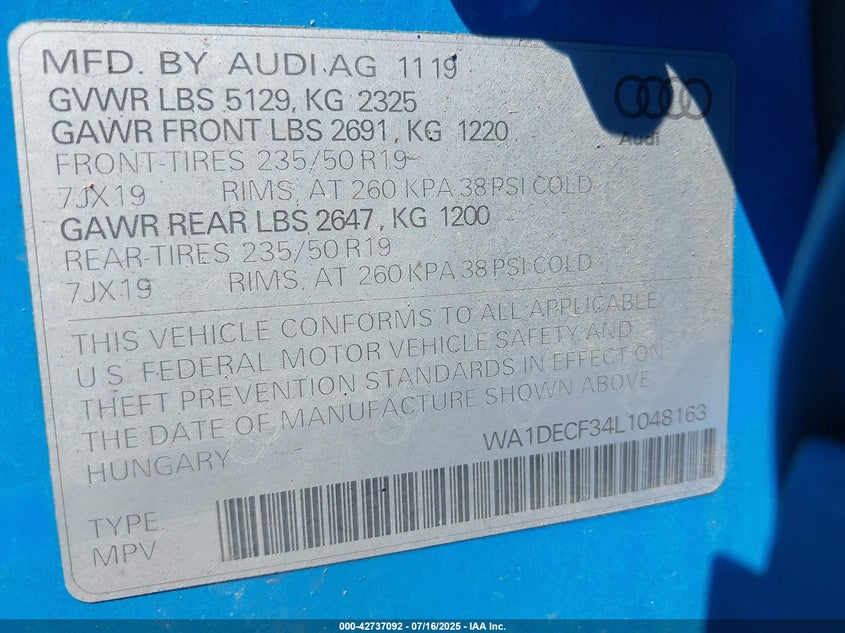 MFD. BY AUDI AG 11 19
GVWR LBS 5129, KG 2325
GAWR FRONT LBS 2691, KG 1220
FRONT-TIRES 235/50 R19
7JX19 RIMS, AT 260 KPA 38 PSI COLD
GAWR REAR LBS 2647, KG 1200
REAR-TIRES 235/50 R19
7JX19 RIMS, AT 260 KPA 38 PSI COLD
Audi
THIS VEHICLE CONFORMS TO ALL APPLICABLE
U.S. FEDERAL MOTOR VEHICLE SAFETY AND
THEFT PREVENTION STANDARDS IN EFFECT ON
THE DATE OF MANUFACTURE SHOWN ABOVE
HUNGARY WA1DECF34L1048163
TYPE
MPV
000-42737092 - 07/16/2025 - IAA Inc.